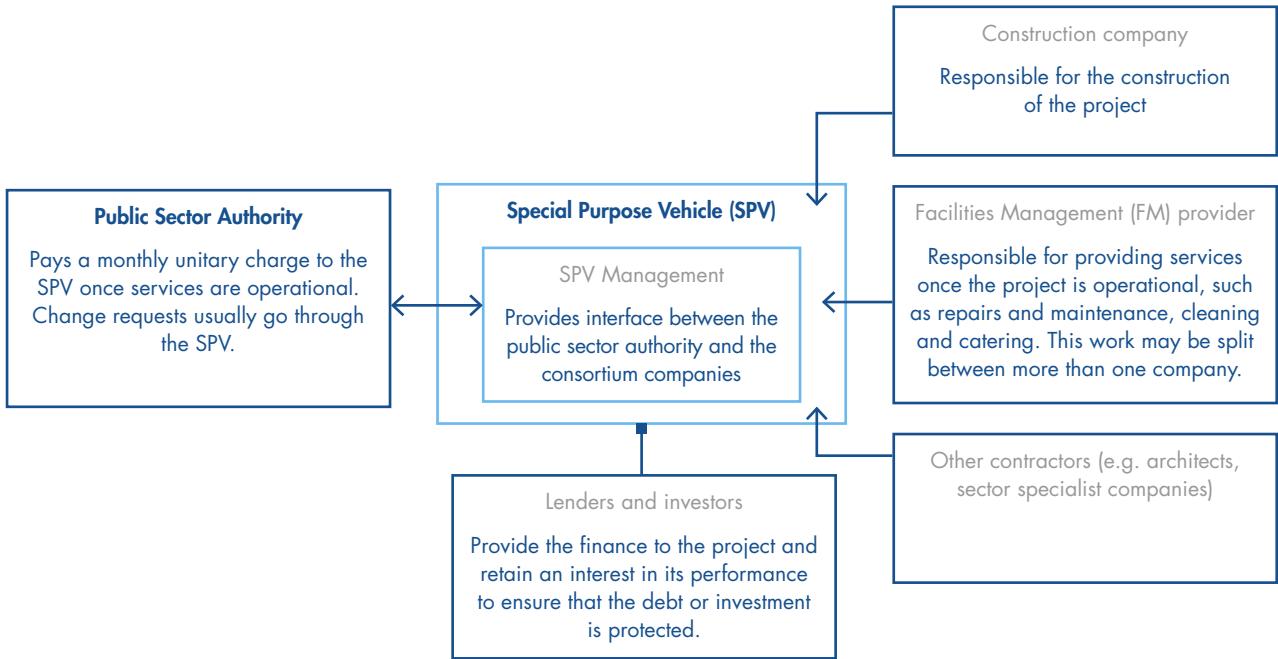 Construction company
Responsible for the construction
of the project
Public Sector Authority
Pays a monthly unitary charge to the
SPV once services are operational.
Change requests usually go through
the SPV.
Special Purpose Vehicle (SPV)
SPV Management
Provides interface between the
public sector authority and the
consortium companies
Facilities Management (FM) provider
Responsible for providing services
once the project is operational, such
as repairs and maintenance, cleaning
and catering. This work may be split
between more than one company.
Other contractors (e.g. architects,
sector specialist companies)
Lenders and investors
Provide the finance to the project and
retain an interest in its performance
to ensure that the debt or investment
is protected.